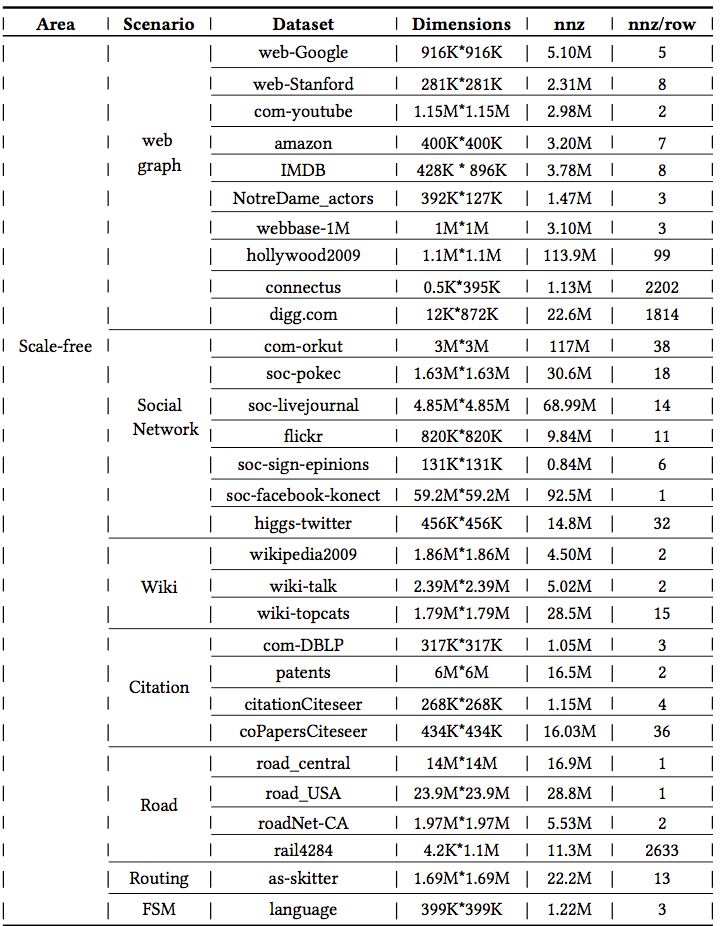 Area Scenario Dataset Dimensions nnz nnz/row
web-Google 916K*916K 5.10M 5
web-Stanford 281K*281K 2.31M 8
com-youtube 1.15M*1.15M 2.98M 2
web
graph
amazon 400K*400K 3.20M 7
IMDB 428K * 896K 3.78M 8
NotreDame_actors 392K*127K 1.47M 3
webbase-1M 1M*1M 3.10M 3
hollywood2009 1.1M*1.1M 113.9M 99
connectus 0.5K*395K 1.13M 2202
digg.com 12K*872K 22.6M 1814
Scale-free com-orkut 3M*3M 117M 38
soc-pokec 1.63M*1.63M 30.6M 18
Social
Network
soc-livejournal 4.85M*4.85M 68.99M 14
flickr 820K*820K 9.84M 11
soc-sign-epinions 131K*131K 0.84M 6
soc-facebook-konect 59.2M*59.2M 92.5M 1
higgs-twitter 456K*456K 14.8M 32
wikipedia2009 1.86M*1.86M 4.50M 2
Wiki wiki-talk 2.39M*2.39M 5.02M 2
wiki-topcats 1.79M*1.79M 28.5M 15
com-DBLP 317K*317K 1.05M 3
patents 6M*6M 16.5M 2
Citation
citationCiteseer 268K*268K 1.15M 4
coPapersCiteseer 434K*434K 16.03M 36
road_central 14M*14M 16.9M 1
road_USA 23.9M*23.9M 28.8M 1
Road
roadNet-CA 1.97M*1.97M 5.53M 2
rail4284 4.2K*1.1M 11.3M 2633
Routing as-skitter 1.69M*1.69M 22.2M 13
FSM language 399K*399K 1.22M 3